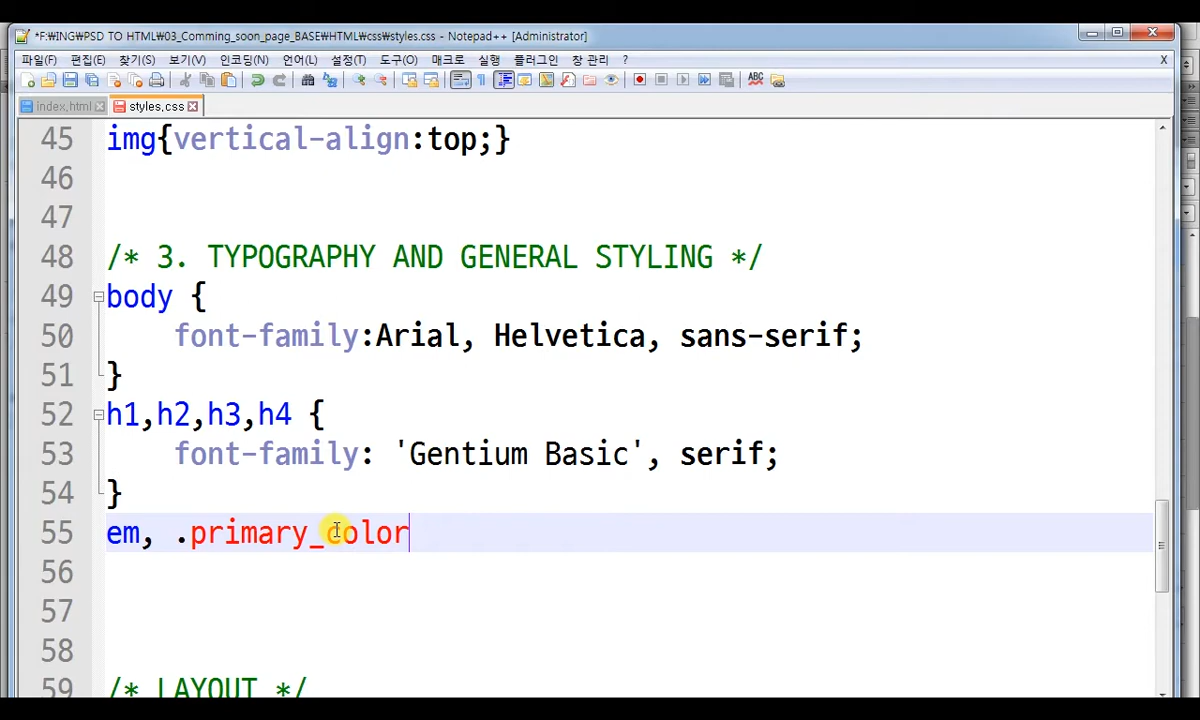 *F:₩ING₩PSD TO HTML₩03_Comming_soon_page_BASE₩HTML₩css₩styles.css - Notepad++ [Administrator]
파일(F) 편집(E) 찾기(S) 보기(V) 인코딩(N) 언어(L) 설정(T) 도구(O) 매크로 실행 플러그인 창 관리 ? X
ABC
index.html styles.css
45 img{vertical-align:top;}
46
47
48 /* 3. TYPOGRAPHY AND GENERAL STYLING */
49 body {
50 font-family:Arial, Helvetica, sans-serif;
51 }
52 h1,h2,h3,h4 {
53 font-family: 'Gentium Basic', serif;
54 }
55 em, .primary_color
56
57
58
59 /* LAYOUT */